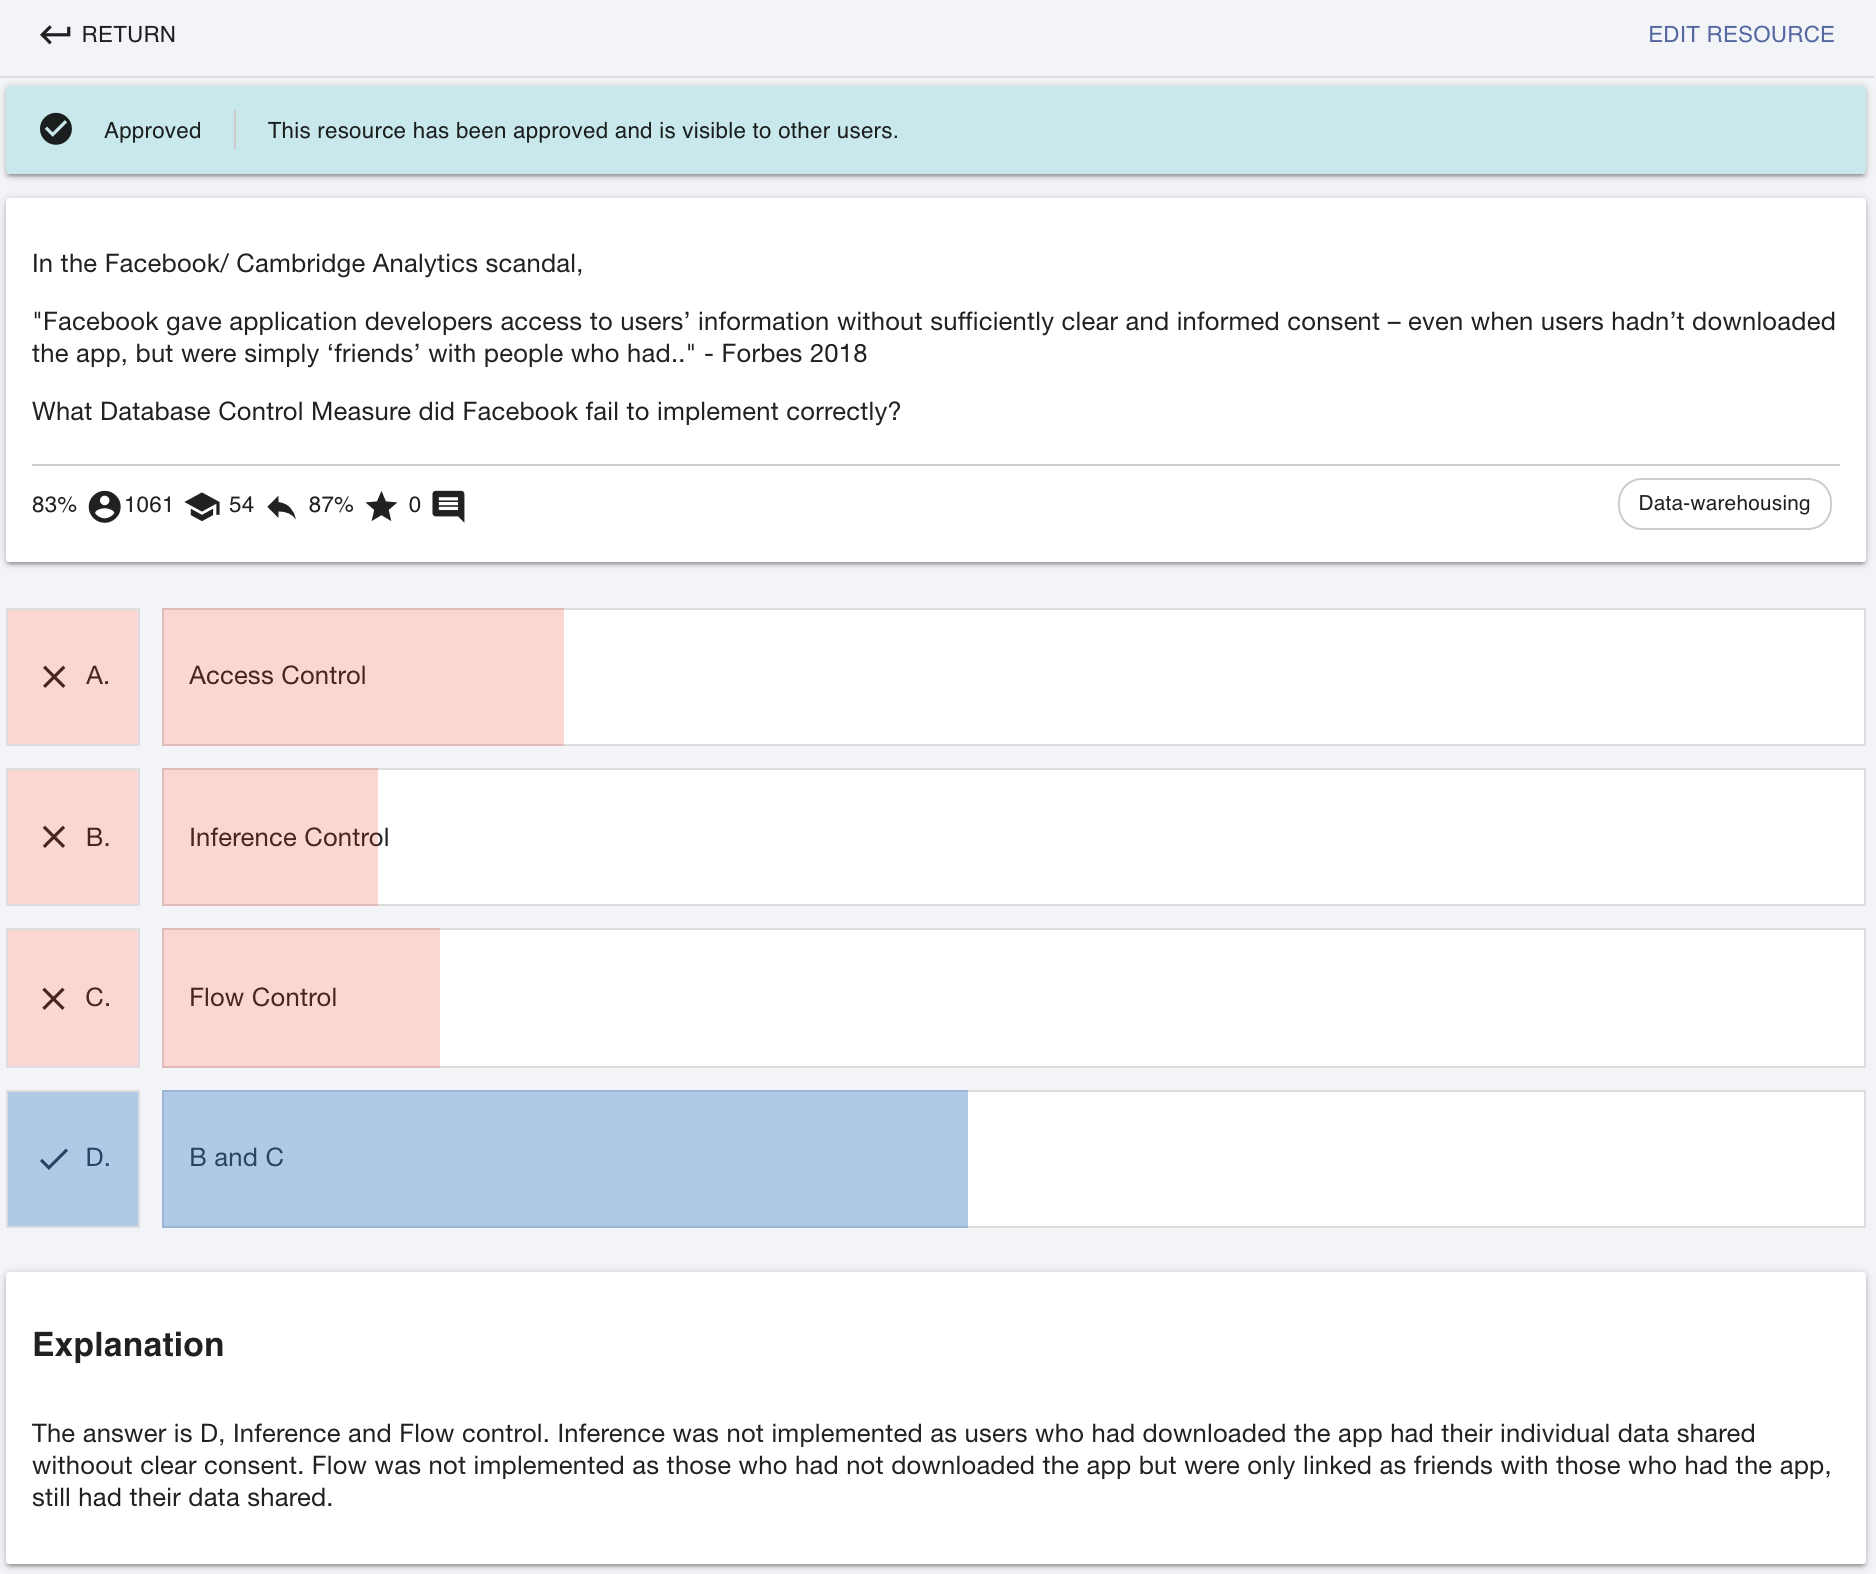 RETURN
EDIT RESOURCE
Approved
This resource has been approved and is visible to other users.
In the Facebook/ Cambridge Analytics scandal,
"Facebook gave application developers access to users’ information without sufficiently clear and informed consent – even when users hadn’t downloaded
the app, but were simply ‘friends’ with people who had.." - Forbes 2018
What Database Control Measure did Facebook fail to implement correctly?
83% 1061 54 87% 0
Data-warehousing
A. Access Control
B. Inference Control
C. Flow Control
D. B and C
Explanation
The answer is D, Inference and Flow control. Inference was not implemented as users who had downloaded the app had their individual data shared
withoout clear consent. Flow was not implemented as those who had not downloaded the app but were only linked as friends with those who had the app,
still had their data shared.